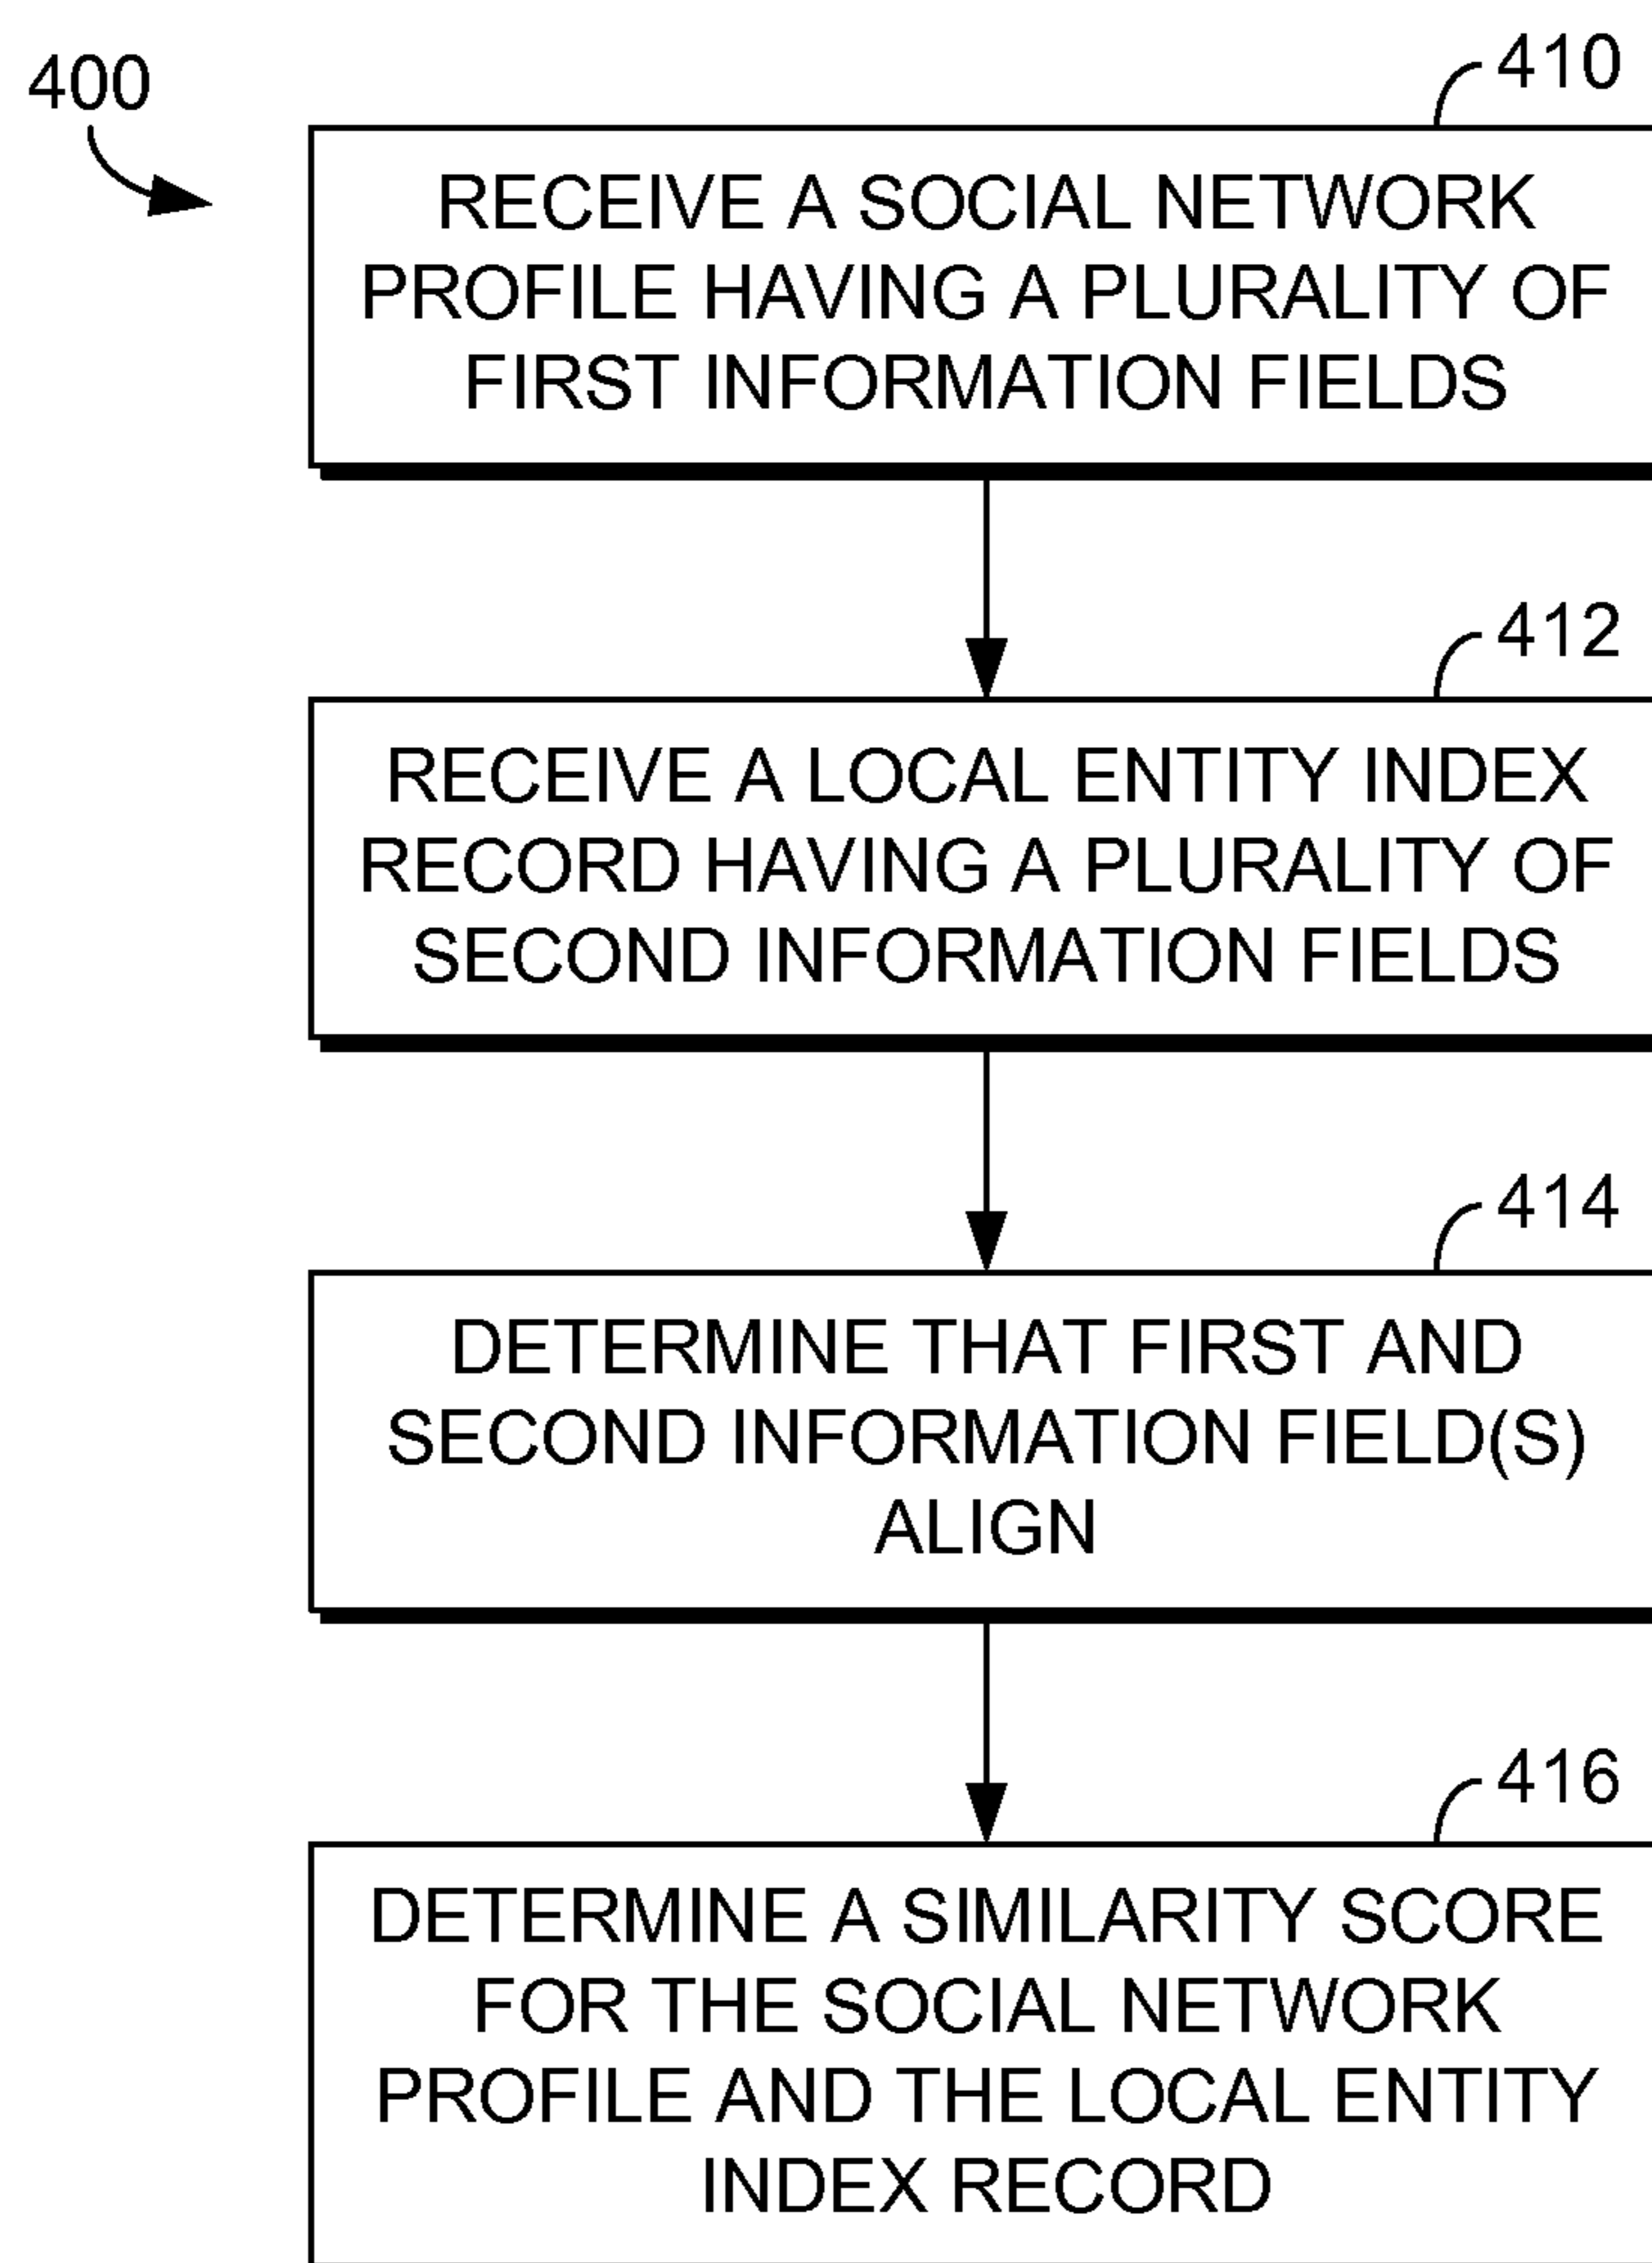 400
410
RECEIVE A SOCIAL NETWORK
PROFILE HAVING A PLURALITY OF
FIRST INFORMATION FIELDS
412
RECEIVE A LOCAL ENTITY INDEX
RECORD HAVING A PLURALITY OF
SECOND INFORMATION FIELDS
414
DETERMINE THAT FIRST AND
SECOND INFORMATION FIELD(S)
ALIGN
416
DETERMINE A SIMILARITY SCORE
FOR THE SOCIAL NETWORK
PROFILE AND THE LOCAL ENTITY
INDEX RECORD